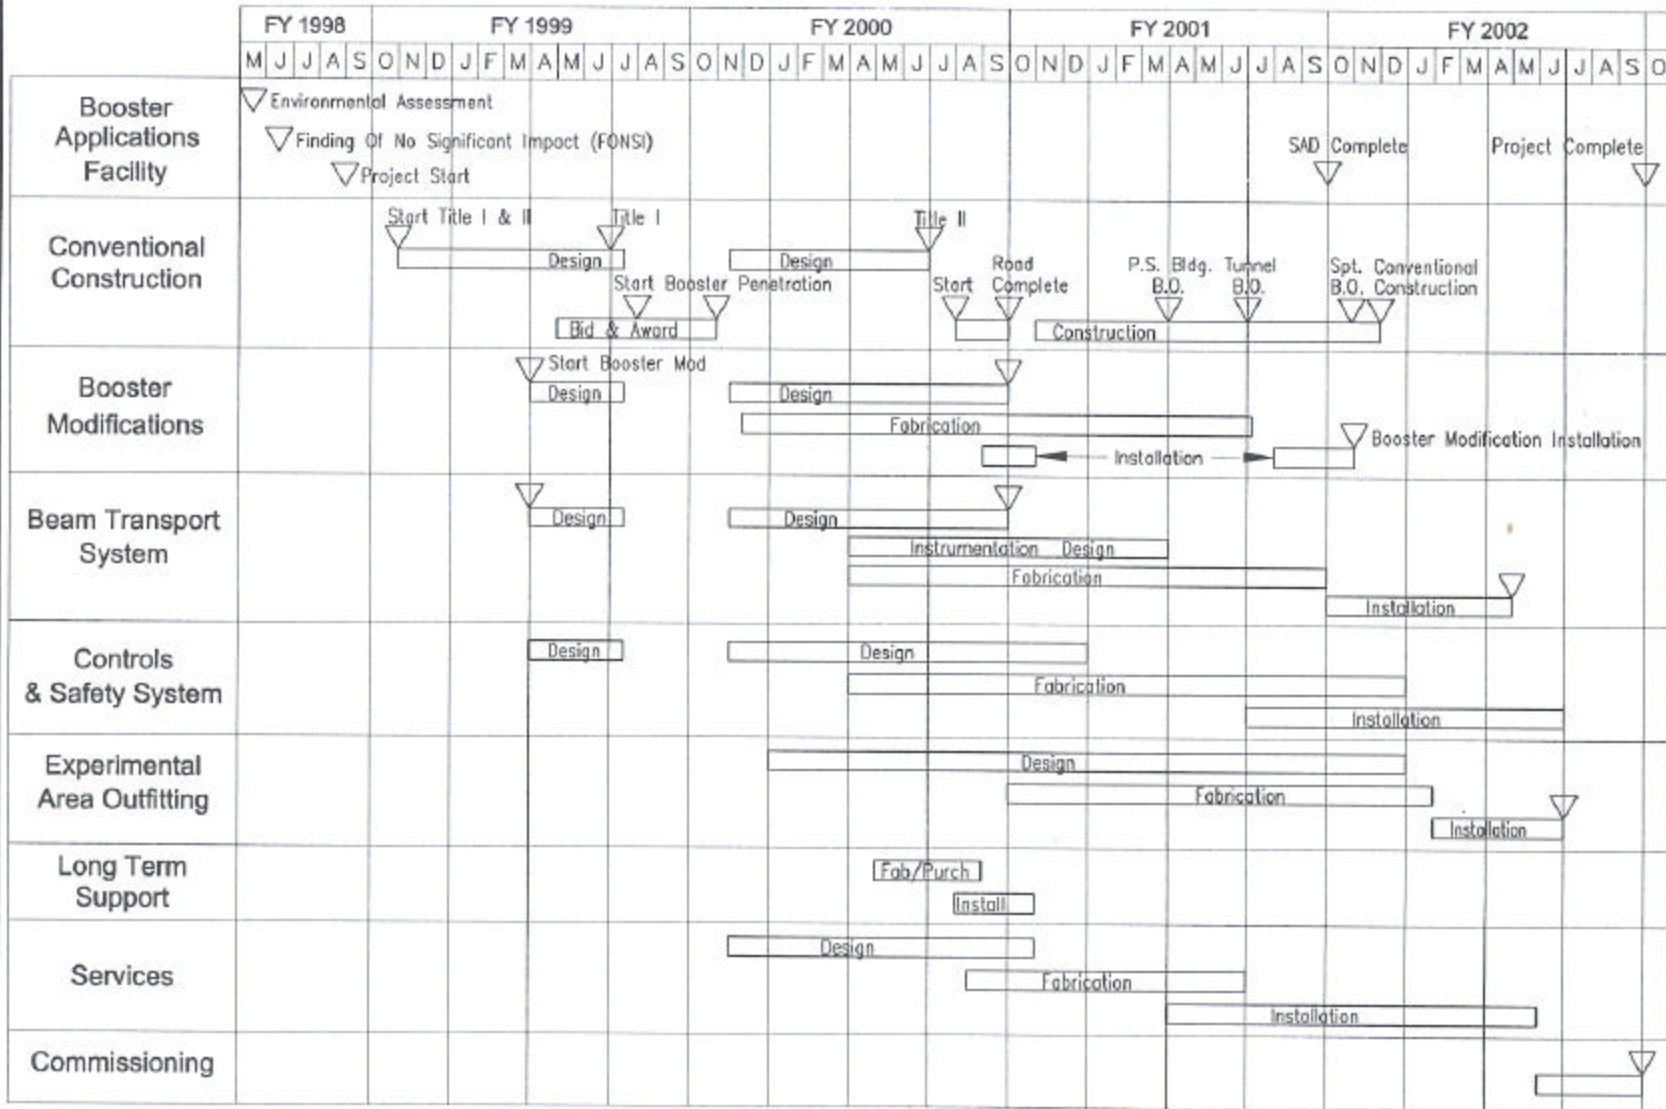 FY 1998 FY 1999 FY 2000 FY 2001 FY 2002
M J J A S O N D J F M A M J J A S O N D J F M A M J J A S O N D J F M A M J J A S O N D J F M A M J J A S O
Booster
Applications
Facility
Environmental Assessment
Finding Of No Significant Impact (FONSI)
Project Start
SAD Complete
Project Complete
Conventional
Construction
Start Title I & II
Title I
Title II
Design
Design
Start Booster Penetration
Start
Road
Complete
P.S. Bldg.
B.O.
Tunnel
B.O.
Spt.
B.O.
Conventional
Construction
Bid & Award
Construction
Booster
Modifications
Start Booster Mod
Design
Design
Fabrication
Installation
Booster Modification Installation
Beam Transport
System
Design
Design
Instrumentation Design
Fabrication
Installation
Controls
& Safety System
Design
Design
Fabrication
Installation
Experimental
Area Outfitting
Design
Fabrication
Installation
Long Term
Support
Fab/Purch
Install
Services
Design
Fabrication
Installation
Commissioning